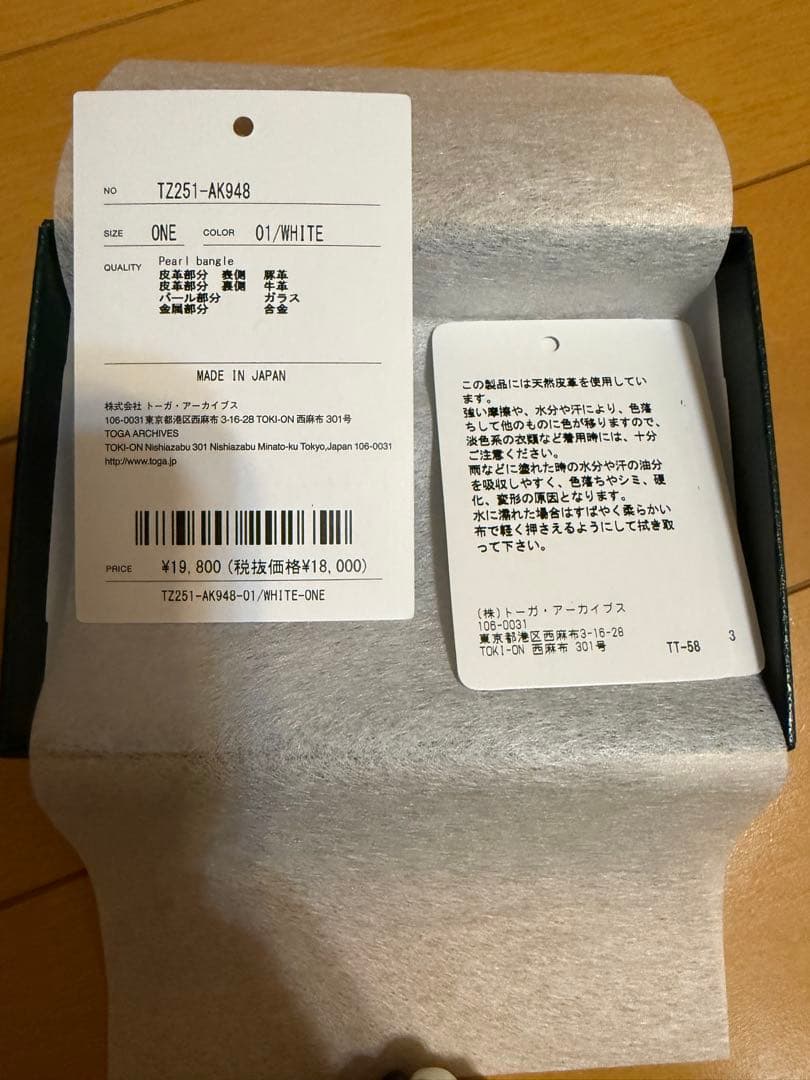 NO TZ251-AK948
SIZE ONE COLOR 01/WHITE
QUALITY Pearl bangle
皮革部分 表側 豚革
皮革部分 裏側 牛革
パール部分 ガラス
金属部分 合金
MADE IN JAPAN
株式会社 トーガ・アーカイブス
106-0031東京都港区西麻布 3-16-28 TOKI-ON 西麻布 301号
TOGA ARCHIVES
TOKI-ON Nishiazabu 301 Nishiazabu Minato-ku Tokyo,Japan 106-0031
http://www.toga.jp
PRICE ¥19,800 (税抜価格¥18,000)
TZ251-AK948-01/WHITE-ONE
この製品には天然皮革を使用してい
ます。
強い摩擦や、水分や汗により、色落
ちして他のものに色が移りますので、
淡色系の衣類など着用時には、十分
ご注意ください。
雨などに塗れた時の水分や汗の油分
を吸収しやすく、色落ちやシミ、硬
化、変形の原因となります。
水に濡れた場合はすばやく柔らかい
布で軽く押さえるようにして拭き取
って下さい。
(株)トーガ・アーカイブス
106-0031
東京都港区西麻布3-16-28
TOKI-ON 西麻布 301号
TT-58 3